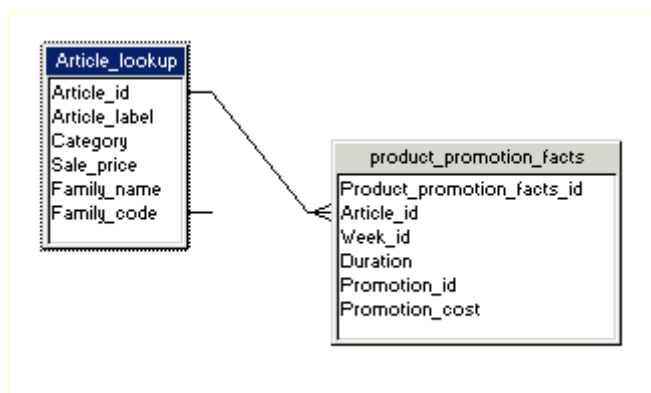 Article_lookup
Article_id
Article_label
Category
Sale_price
Family_name
Family_code
product_promotion_facts
Product_promotion_facts_id
Article_id
Week_id
Duration
Promotion_id
Promotion_cost